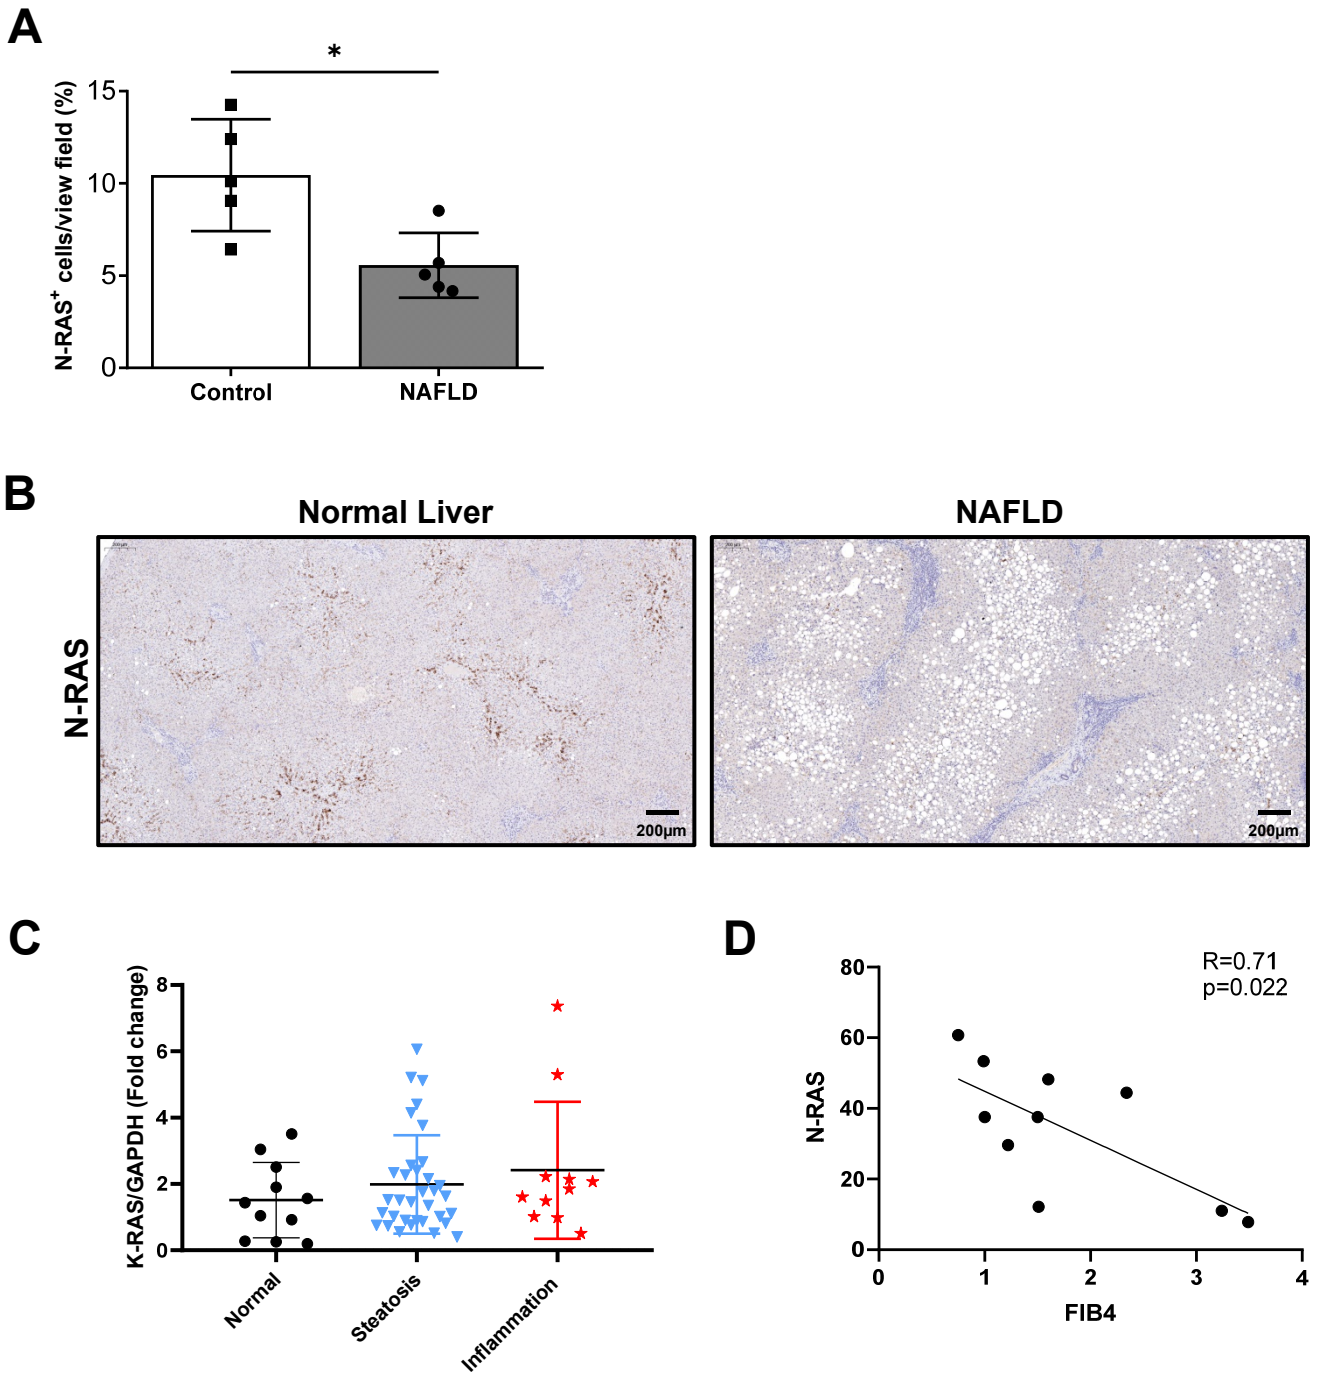 A
*
N-RAS⁺ cells/view field (%)
15
10
5
0
Control NAFLD
B
Normal Liver NAFLD
N-RAS
200µm
200µm
C
K-RAS/GAPDH (Fold change)
8
6
4
2
0
Normal Steatosis Inflammation
D
R=0.71
p=0.022
N-RAS
80
60
40
20
0
0 1 2 3 4
FIB4